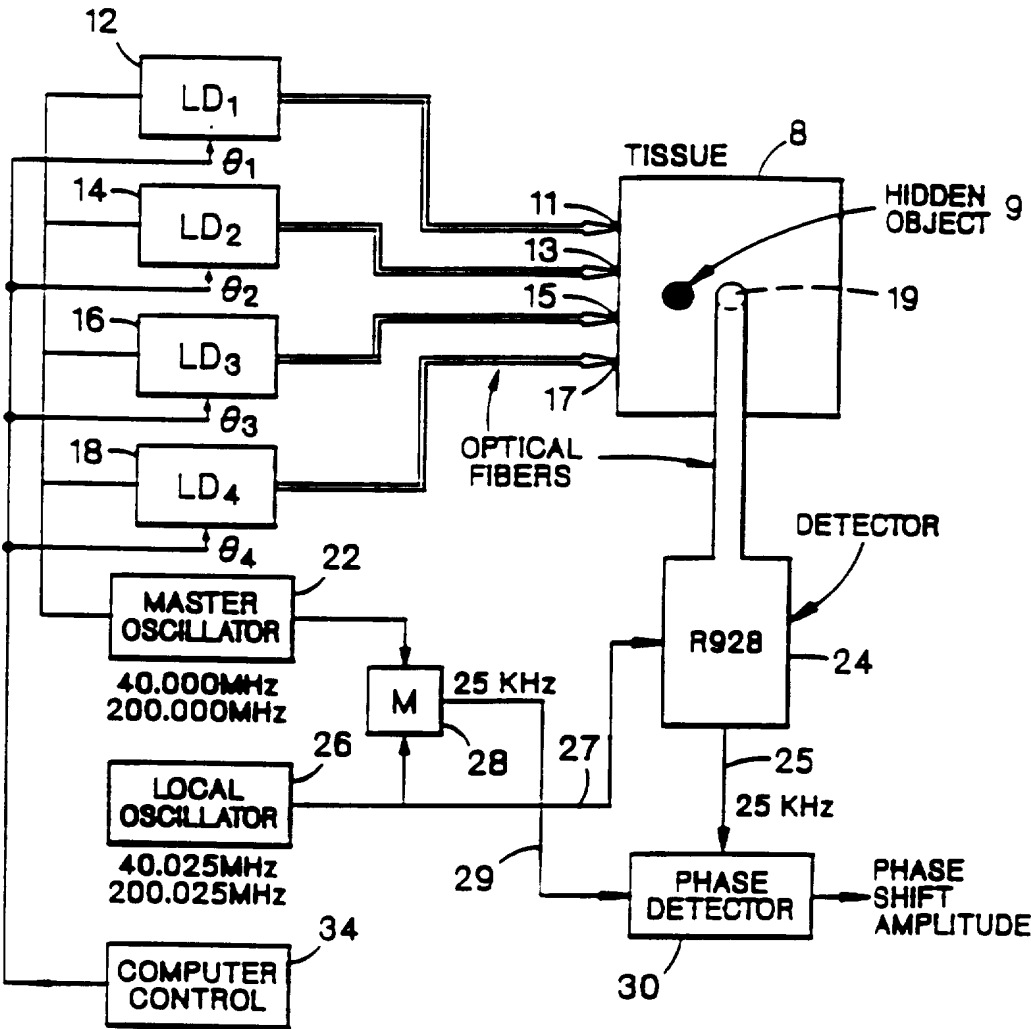 12
LD1
θ1
14
LD2
θ2
16
LD3
θ3
18
LD4
θ4
TISSUE
8
11
13
15
17
HIDDEN 9
OBJECT
19
OPTICAL
FIBERS
DETECTOR
22
MASTER
OSCILLATOR
40.000MHz
200.000MHz
M
25 KHz
28
R928
24
26
LOCAL
OSCILLATOR
40.025MHz
200.025MHz
27
25
25 KHz
29
PHASE
DETECTOR
30
PHASE
SHIFT
AMPLITUDE
34
COMPUTER
CONTROL